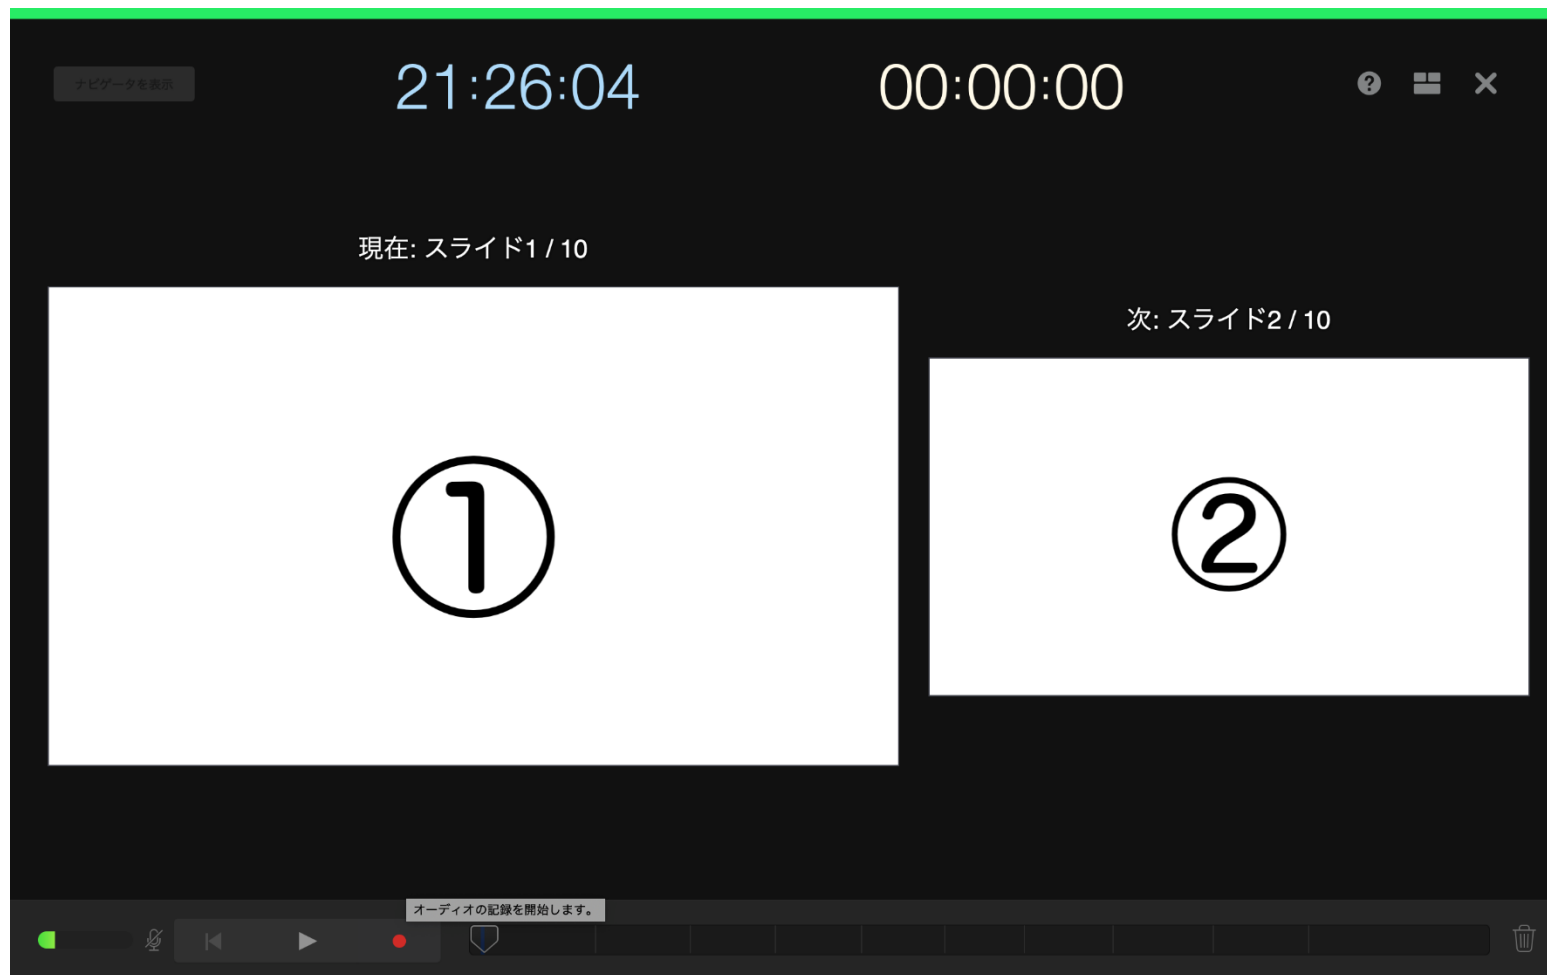 ナビゲータを表示
21:26:04
00:00:00
?
現在: スライド1 / 10
次: スライド2 / 10
①
②
オーディオの記録を開始します。